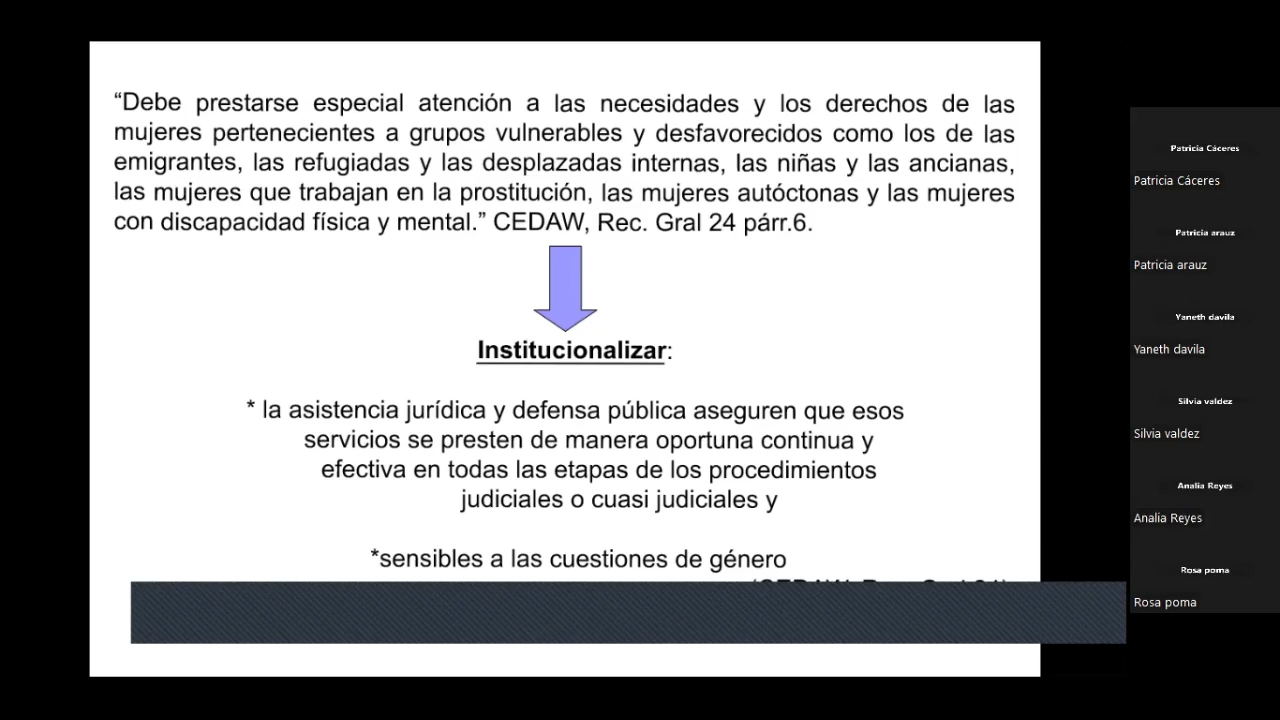 “Debe prestarse especial atención a las necesidades y los derechos de las
mujeres pertenecientes a grupos vulnerables y desfavorecidos como los de las
emigrantes, las refugiadas y las desplazadas internas, las niñas y las ancianas,
las mujeres que trabajan en la prostitución, las mujeres autóctonas y las mujeres
con discapacidad física y mental.” CEDAW, Rec. Gral 24 párr.6.
Institucionalizar:
* la asistencia jurídica y defensa pública aseguren que esos
servicios se presten de manera oportuna continua y
efectiva en todas las etapas de los procedimientos
judiciales o cuasi judiciales y
*sensibles a las cuestiones de género
Patricia Cáceres
Patricia Cáceres
Patricia arauz
Patricia arauz
Yaneth davila
Yaneth davila
Silvia valdez
Silvia valdez
Analia Reyes
Analia Reyes
Rosa poma
Rosa poma